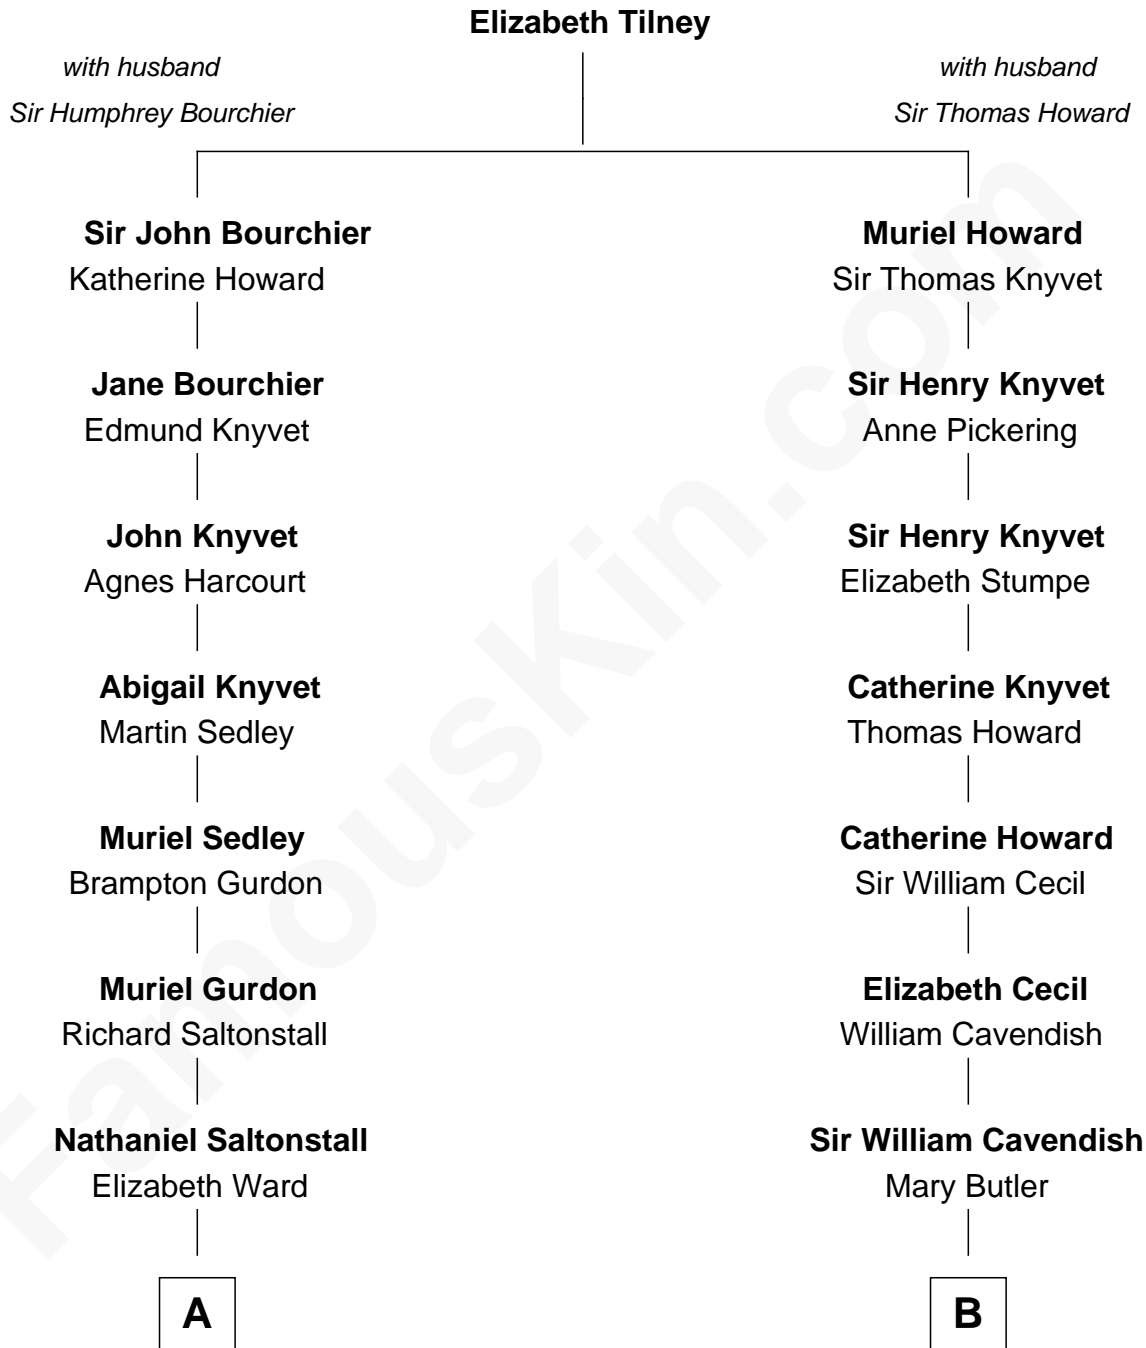 Elizabeth Tilney
with husband
Sir Humphrey Bourchier
with husband
Sir Thomas Howard
Sir John Bourchier
Katherine Howard
Jane Bourchier
Edmund Knyvet
John Knyvet
Agnes Harcourt
Abigail Knyvet
Martin Sedley
Muriel Sedley
Brampton Gurdon
Muriel Gurdon
Richard Saltonstall
Nathaniel Saltonstall
Elizabeth Ward
A
Muriel Howard
Sir Thomas Knyvet
Sir Henry Knyvet
Anne Pickering
Sir Henry Knyvet
Elizabeth Stumpe
Catherine Knyvet
Thomas Howard
Catherine Howard
Sir William Cecil
Elizabeth Cecil
William Cavendish
Sir William Cavendish
Mary Butler
B
FamousKin.com